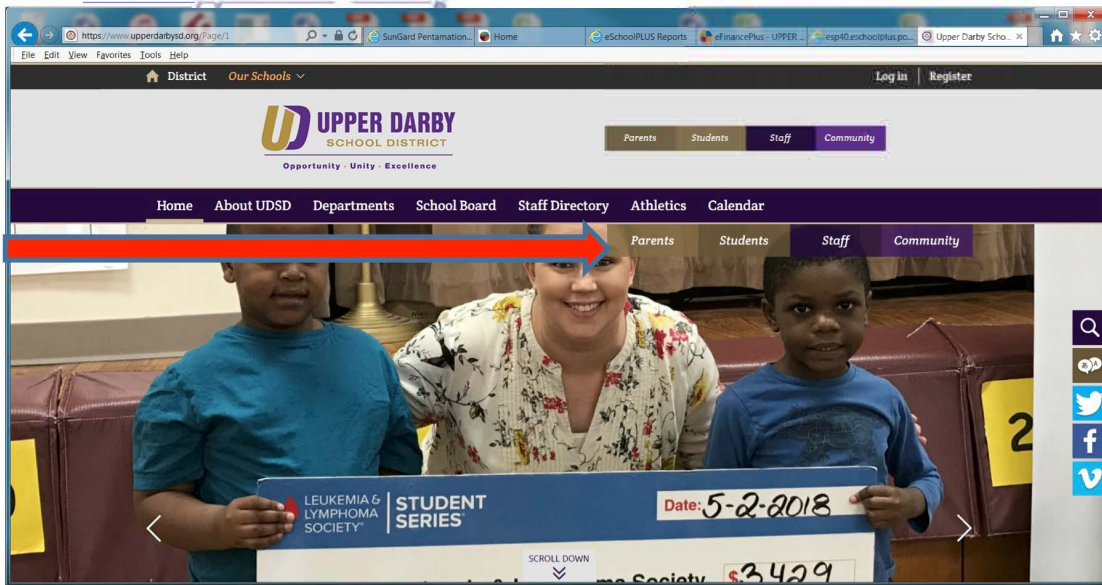 https://www.upperdarbysd.org/Page/1
SunGard Pentamation...
Home
eSchoolPLUS Reports
eFinancePlus - UPPER ...
esp40.eschoolplus.po...
Upper Darby Scho...
File Edit View Favorites Tools Help
District Our Schools
Log in Register
UD UPPER DARBY
SCHOOL DISTRICT
Opportunity · Unity · Excellence
Parents Students Staff Community
Home About UDSD Departments School Board Staff Directory Athletics Calendar
Parents Students Staff Community
2
LEUKEMIA & LYMPHOMA SOCIETY®
STUDENT SERIES
Date: 5-2-2018
SCROLL DOWN
Society $3429